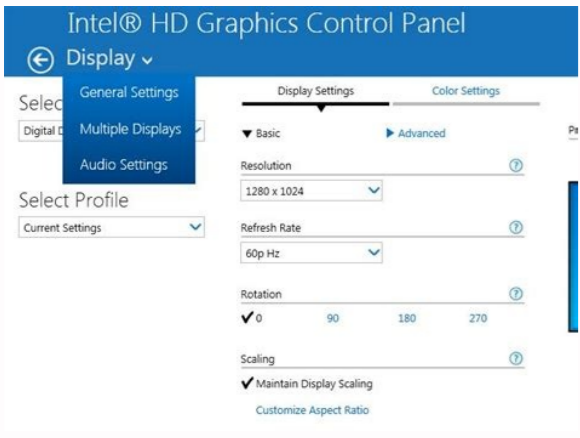 Intel® HD Graphics Control Panel
Display
General Settings
Multiple Displays
Audio Settings
Select Profile
Current Settings
Display Settings
Color Settings
Basic
Advanced
Resolution
1280 x 1024
Refresh Rate
60p Hz
Rotation
0 90 180 270
Scaling
Maintain Display Scaling
Customize Aspect Ratio